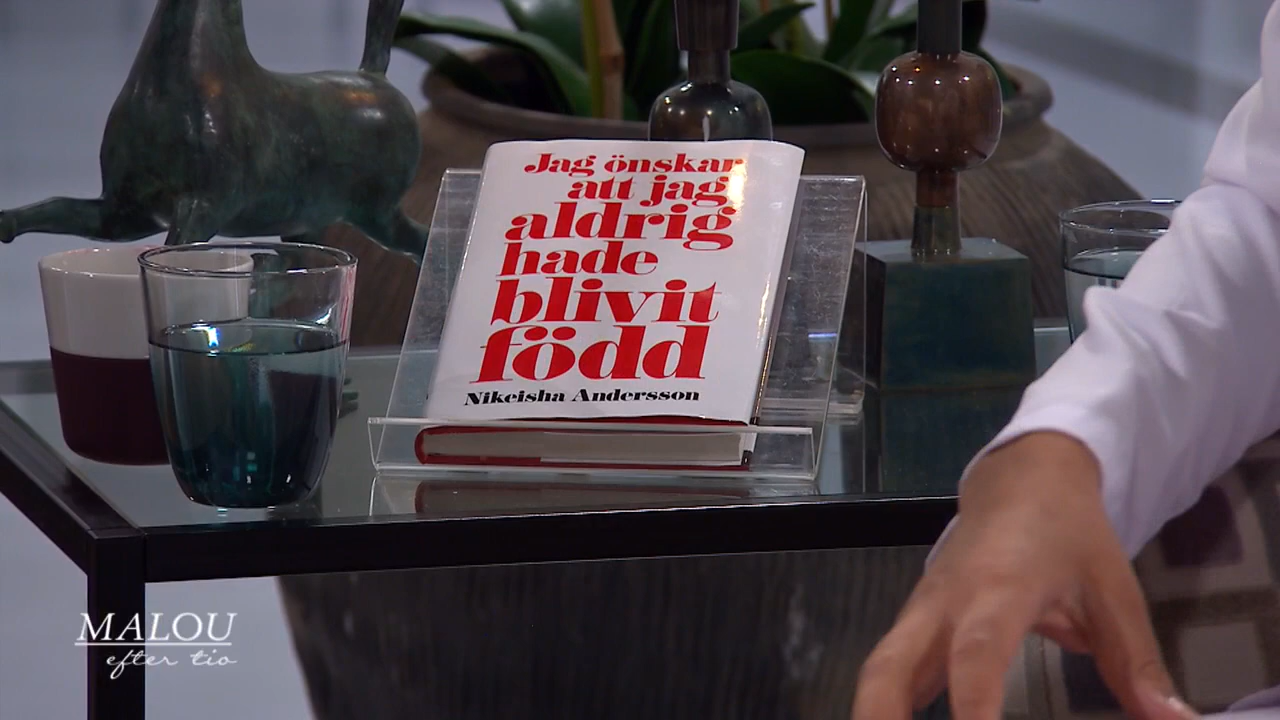 Jag önskar
att jag
aldrig
hade
blivit
född
Nikeisha Andersson
MALOU
efter tio